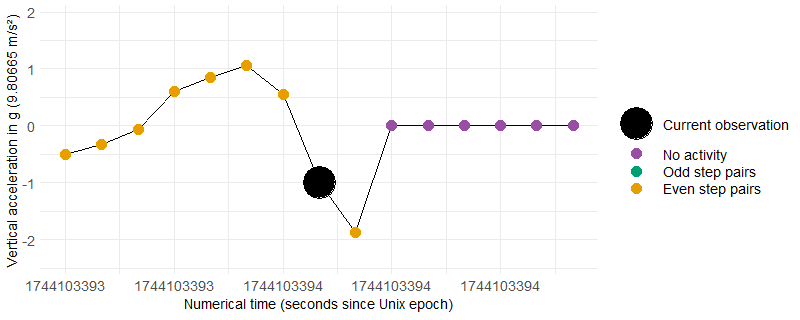 Vertical acceleration in g (9.80665 m/s²)
2
1
0
-1
-2
1744103393 1744103393 1744103394 1744103394 1744103394
Numerical time (seconds since Unix epoch)
Current observation
No activity
Odd step pairs
Even step pairs